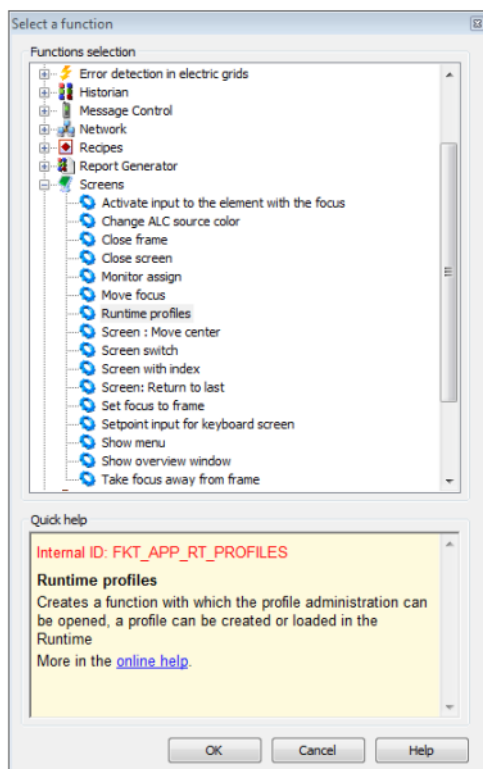 Select a function
Functions selection
Error detection in electric grids
Historian
Message Control
Network
Recipes
Report Generator
Screens
Activate input to the element with the focus
Change ALC source color
Close frame
Close screen
Monitor assign
Move focus
Runtime profiles
Screen : Move center
Screen switch
Screen with index
Screen: Return to last
Set focus to frame
Setpoint input for keyboard screen
Show menu
Show overview window
Take focus away from frame
Quick help
Internal ID: FKT_APP_RT_PROFILES
Runtime profiles
Creates a function with which the profile administration can
be opened, a profile can be created or loaded in the
Runtime
More in the online help.
OK Cancel Help